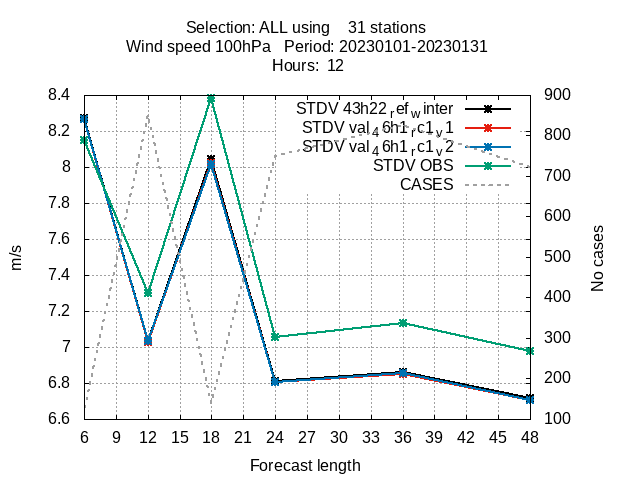 Selection: ALL using    31 stations
Wind speed 100hPa   Period: 20230101-20230131
Hours:  12
8.4
8.2
8
7.8
7.6
7.4
7.2
7
6.8
6.6
m/s
STDV 43h22ref_winter
STDV val_46h1rc1_v1
STDV val_46h1rc1_v2
STDV OBS
CASES
900
800
700
600
500
400
300
200
100
No cases
6 9 12 15 18 21 24 27 30 33 36 39 42 45 48
Forecast length